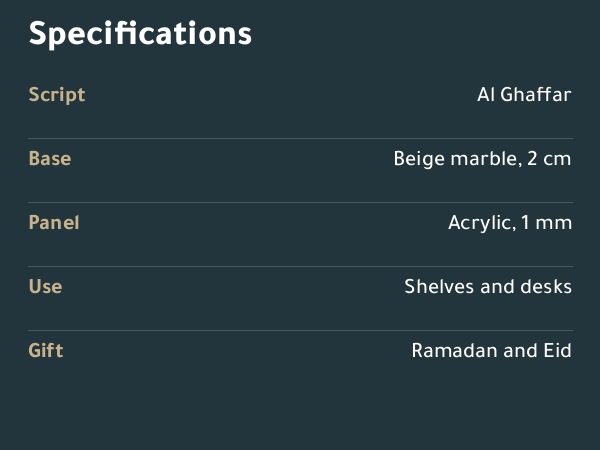 Specifications
Script Al Ghaffar
Base Beige marble, 2 cm
Panel Acrylic, 1 mm
Use Shelves and desks
Gift Ramadan and Eid